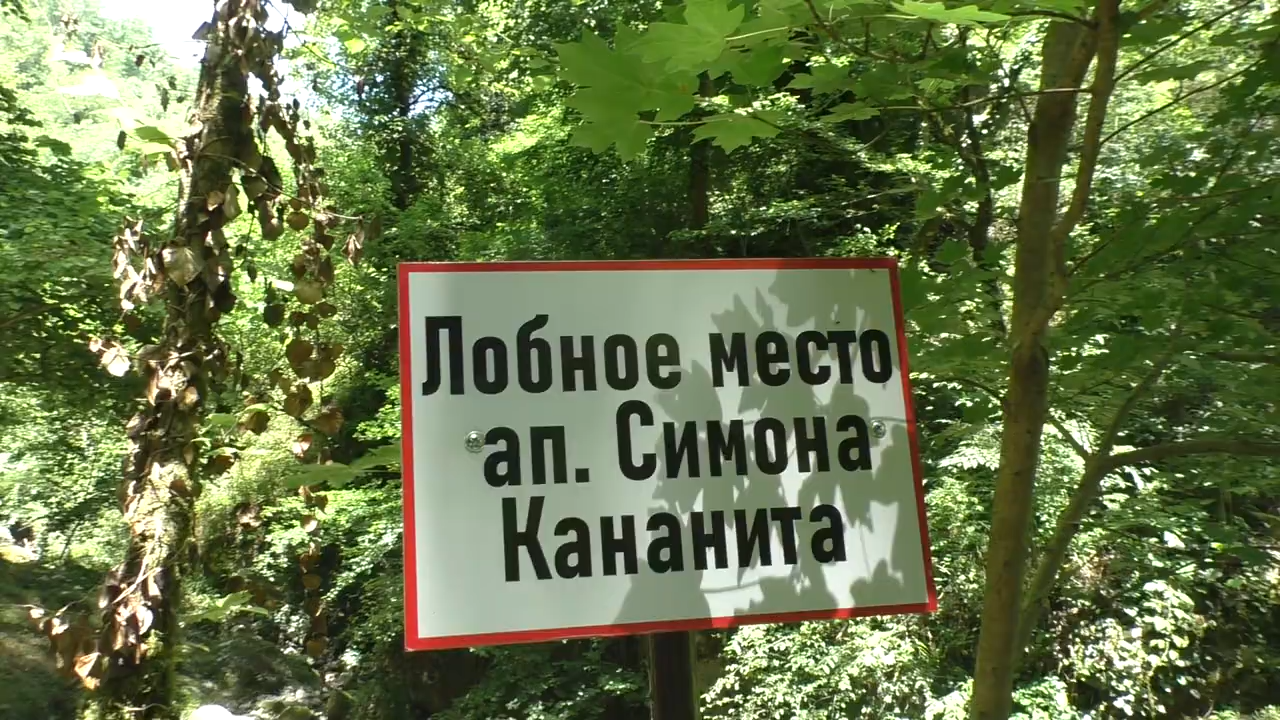 Лобное место
ап. Симона
Кананита